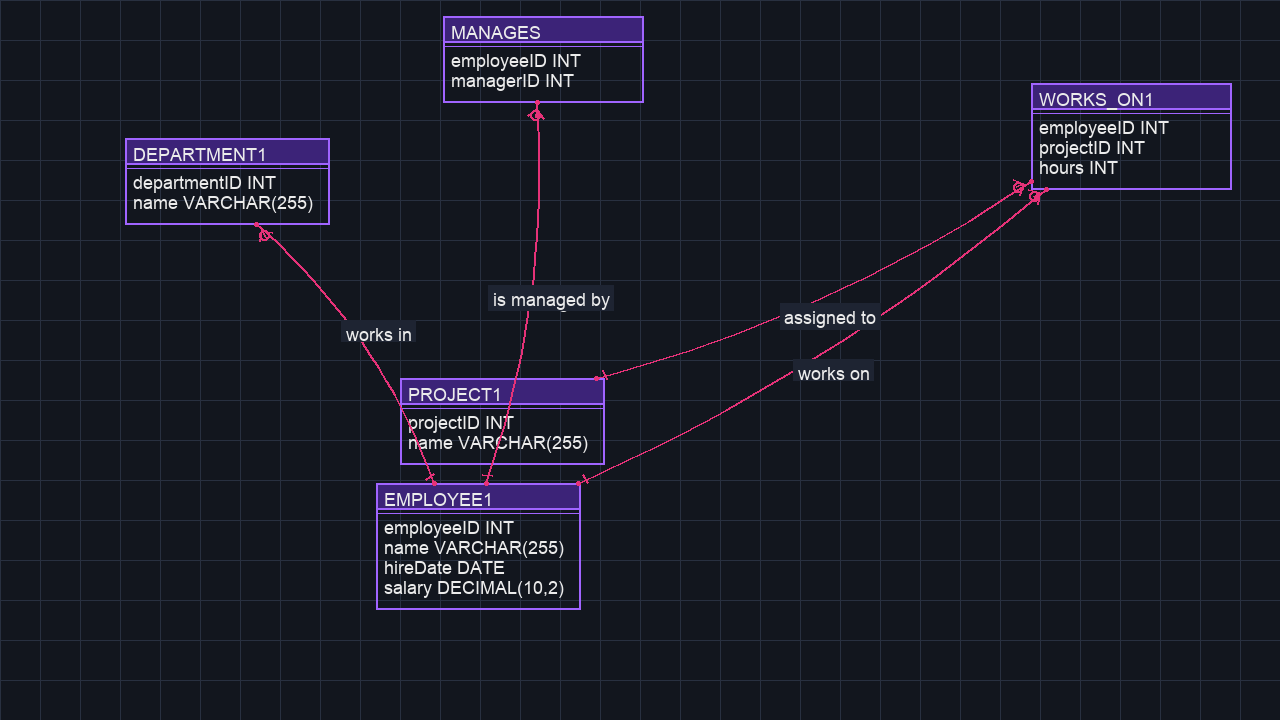 MANAGES
employeeID INT
managerID INT
WORKS_ON1
employeeID INT
projectID INT
hours INT
DEPARTMENT1
departmentID INT
name VARCHAR(255)
is managed by
assigned to
works in
works on
PROJECT1
projectID INT
name VARCHAR(255)
EMPLOYEE1
employeeID INT
name VARCHAR(255)
hireDate DATE
salary DECIMAL(10,2)